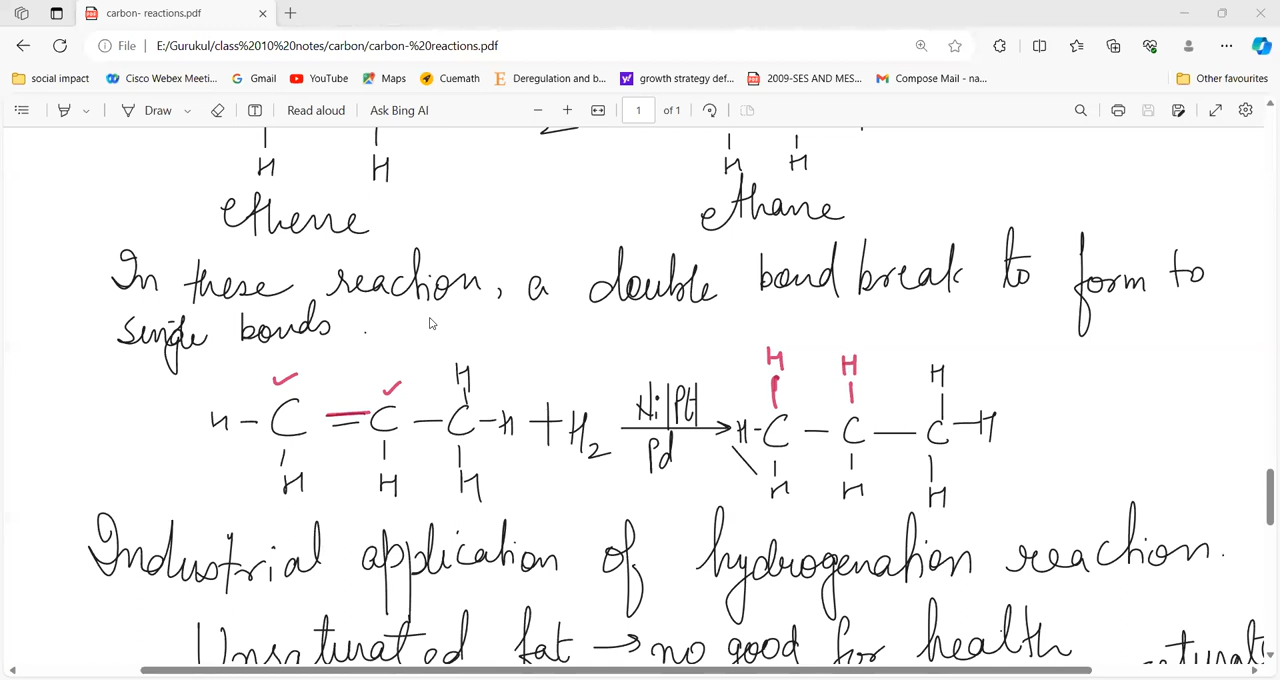 carbon- reactions.pdf
File E:/Gurukul/class%2010%20notes/carbon/carbon-%20reactions.pdf
social impact Cisco Webex Meeti... Gmail YouTube Maps Cuemath Deregulation and b... growth strategy def... 2009-SES AND MES... Compose Mail - na... Other favourites
Draw Read aloud Ask Bing AI 1 of 1
H H H H
ethene ethane
In these reaction, a double bond break to form to
single bonds.
H H H H
H - C = C - C - H + H2 Ni/Pt H - C - C - C - H
Pd
H H H H H H
Industrial application of hydrogenation reaction.
Unsaturated fat → no good for health